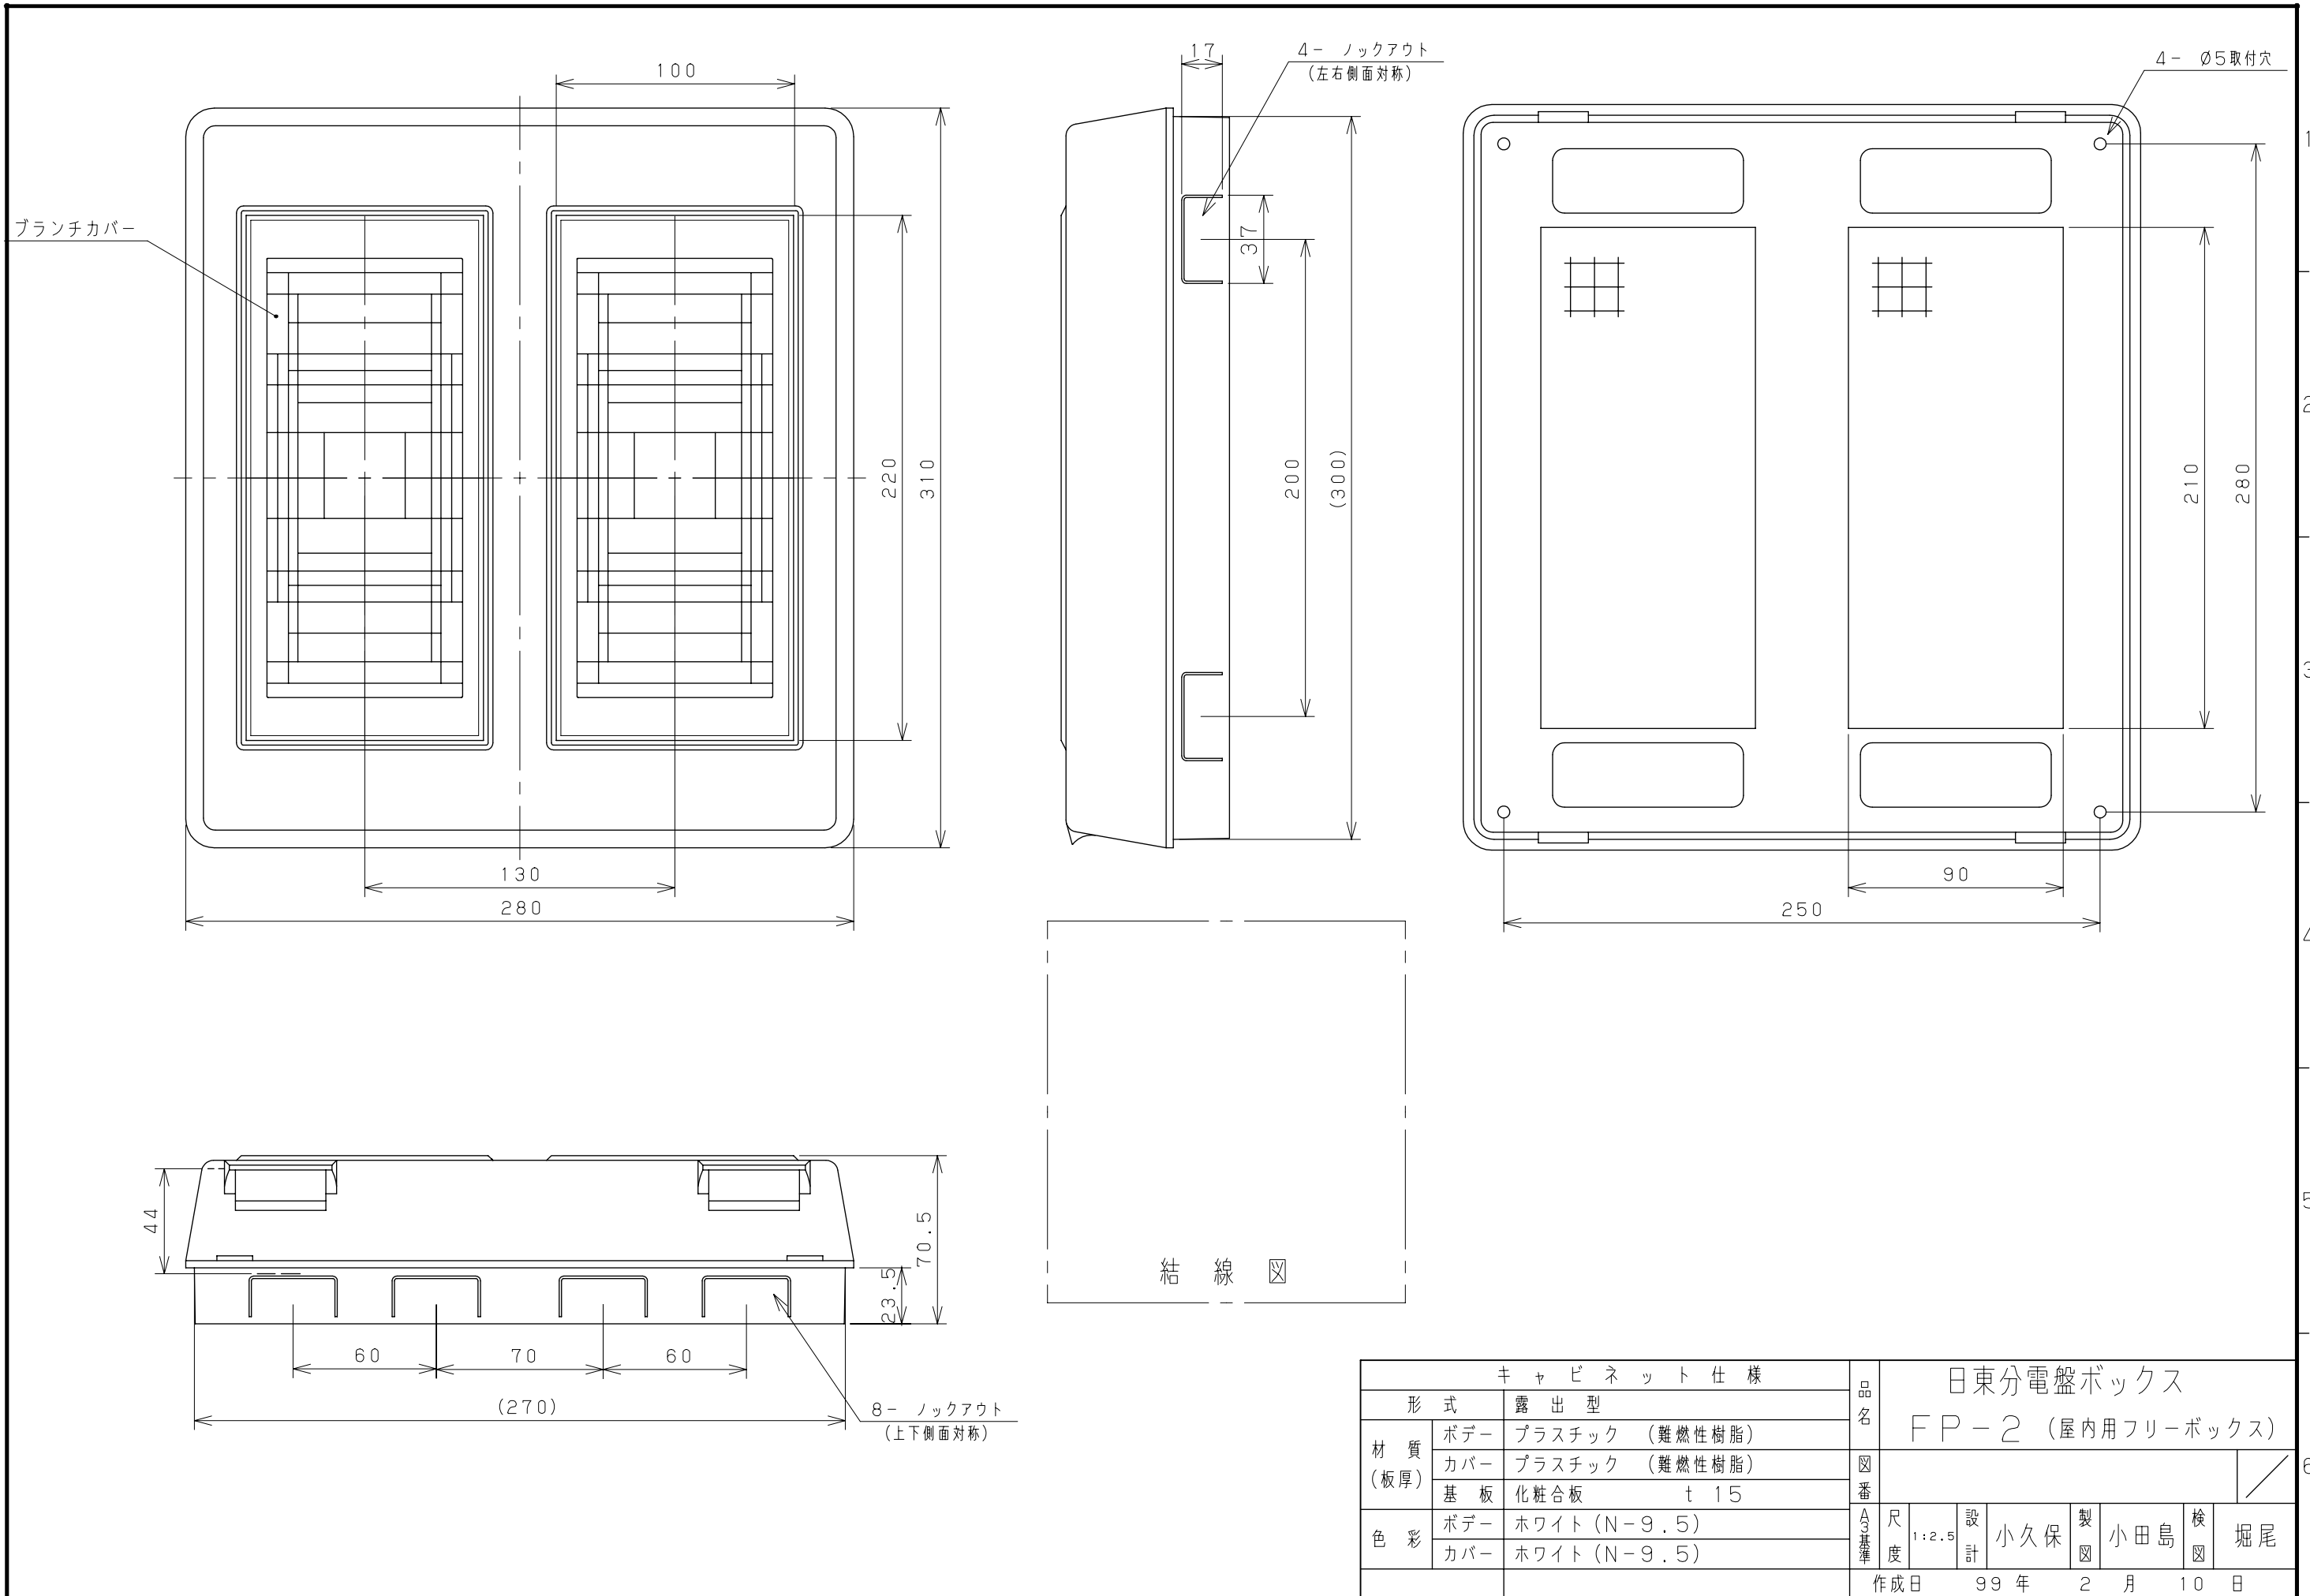 100
17
4- ノックアウト
(左右側面対称)
4- Ø5取付穴
1
ブランチカバー
37
2
220
310
200
(300)
210
280
3
130
280
90
250
4
44
70.5
23.5
5
結線図
60
70
60
(270)
8- ノックアウト
(上下側面対称)
6
キャビネット仕様
形式 露出型
材質
(板厚)
ボデー プラスチック (難燃性樹脂)
カバー プラスチック (難燃性樹脂)
基板 化粧合板 t 15
色彩
ボデー ホワイト(N-9.5)
カバー ホワイト(N-9.5)
品名
日東分電盤ボックス
FP-2 (屋内用フリーボックス)
図番
A3基準
尺度 1:2.5 設計 小久保 製図 小田島 検図 堀尾
作成日 99年 2月 10日